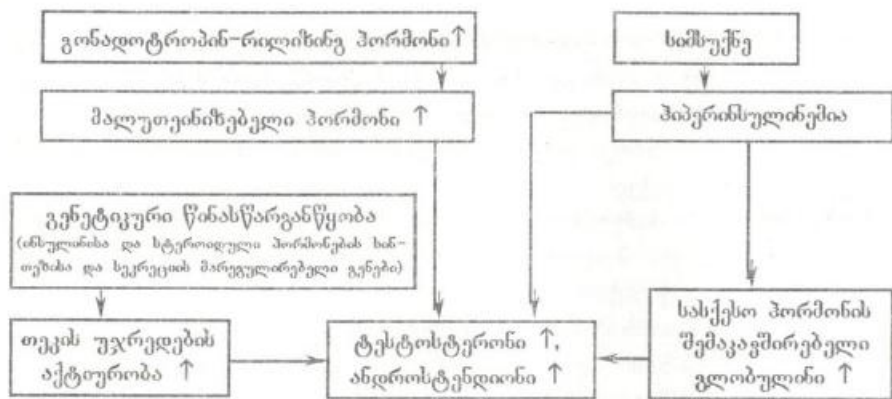 გონადოტროპინ-რილიზინგ ჰორმონი ↑
სიმსუქნე
მალუთეინიზებელი ჰორმონი ↑
ჰიპერინსულინემია
გენეტიკური წინასწარგანწყობა
(ინსულინისა და სტეროიდული ჰორმონების სინ-
თეზისა და სეკრეციის მარეგულირებელი გენები)
თეკის უჯრედების
აქტიურობა ↑
ტესტოსტერონი ↑,
ანდროსტენდიონი ↑
სასქესო ჰორმონის
შემაკავშირებელი
გლობულინი ↑